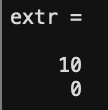 extr =
10
0